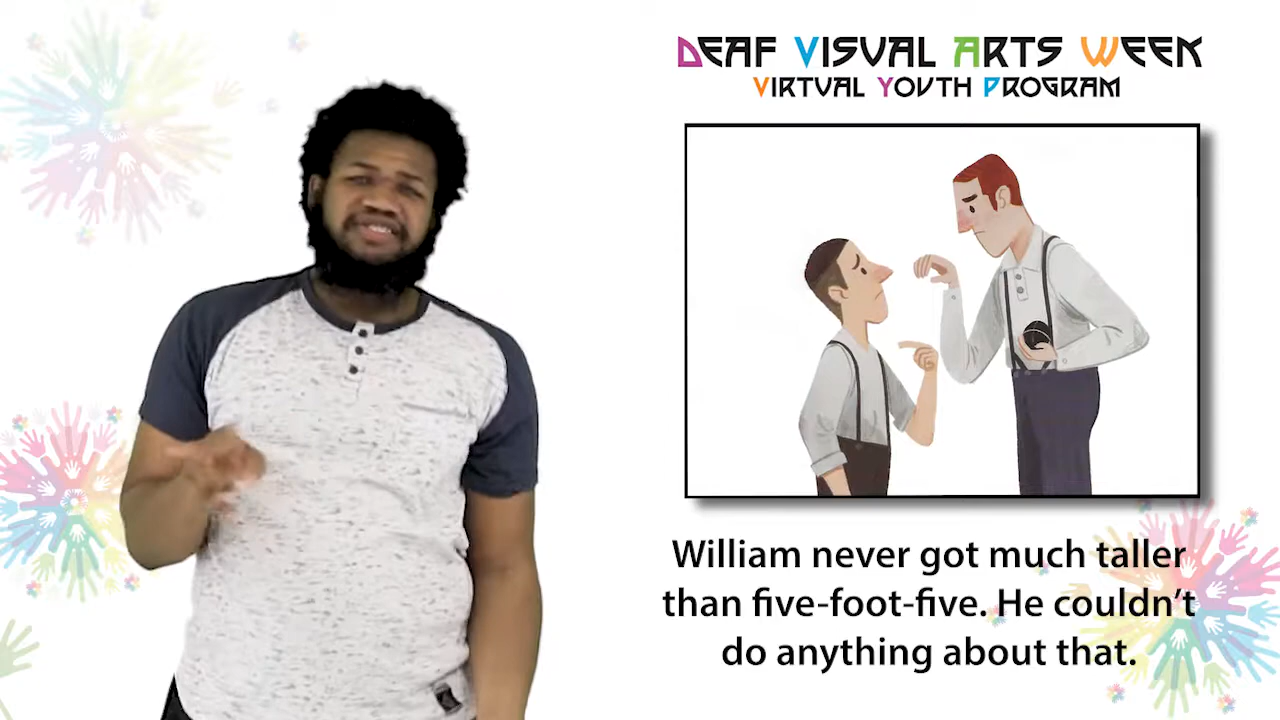 DEAF VISUAL ARTS WEEK
VIRTUAL YOUTH PROGRAM
William never got much taller
than five-foot-five. He couldn't
do anything about that.